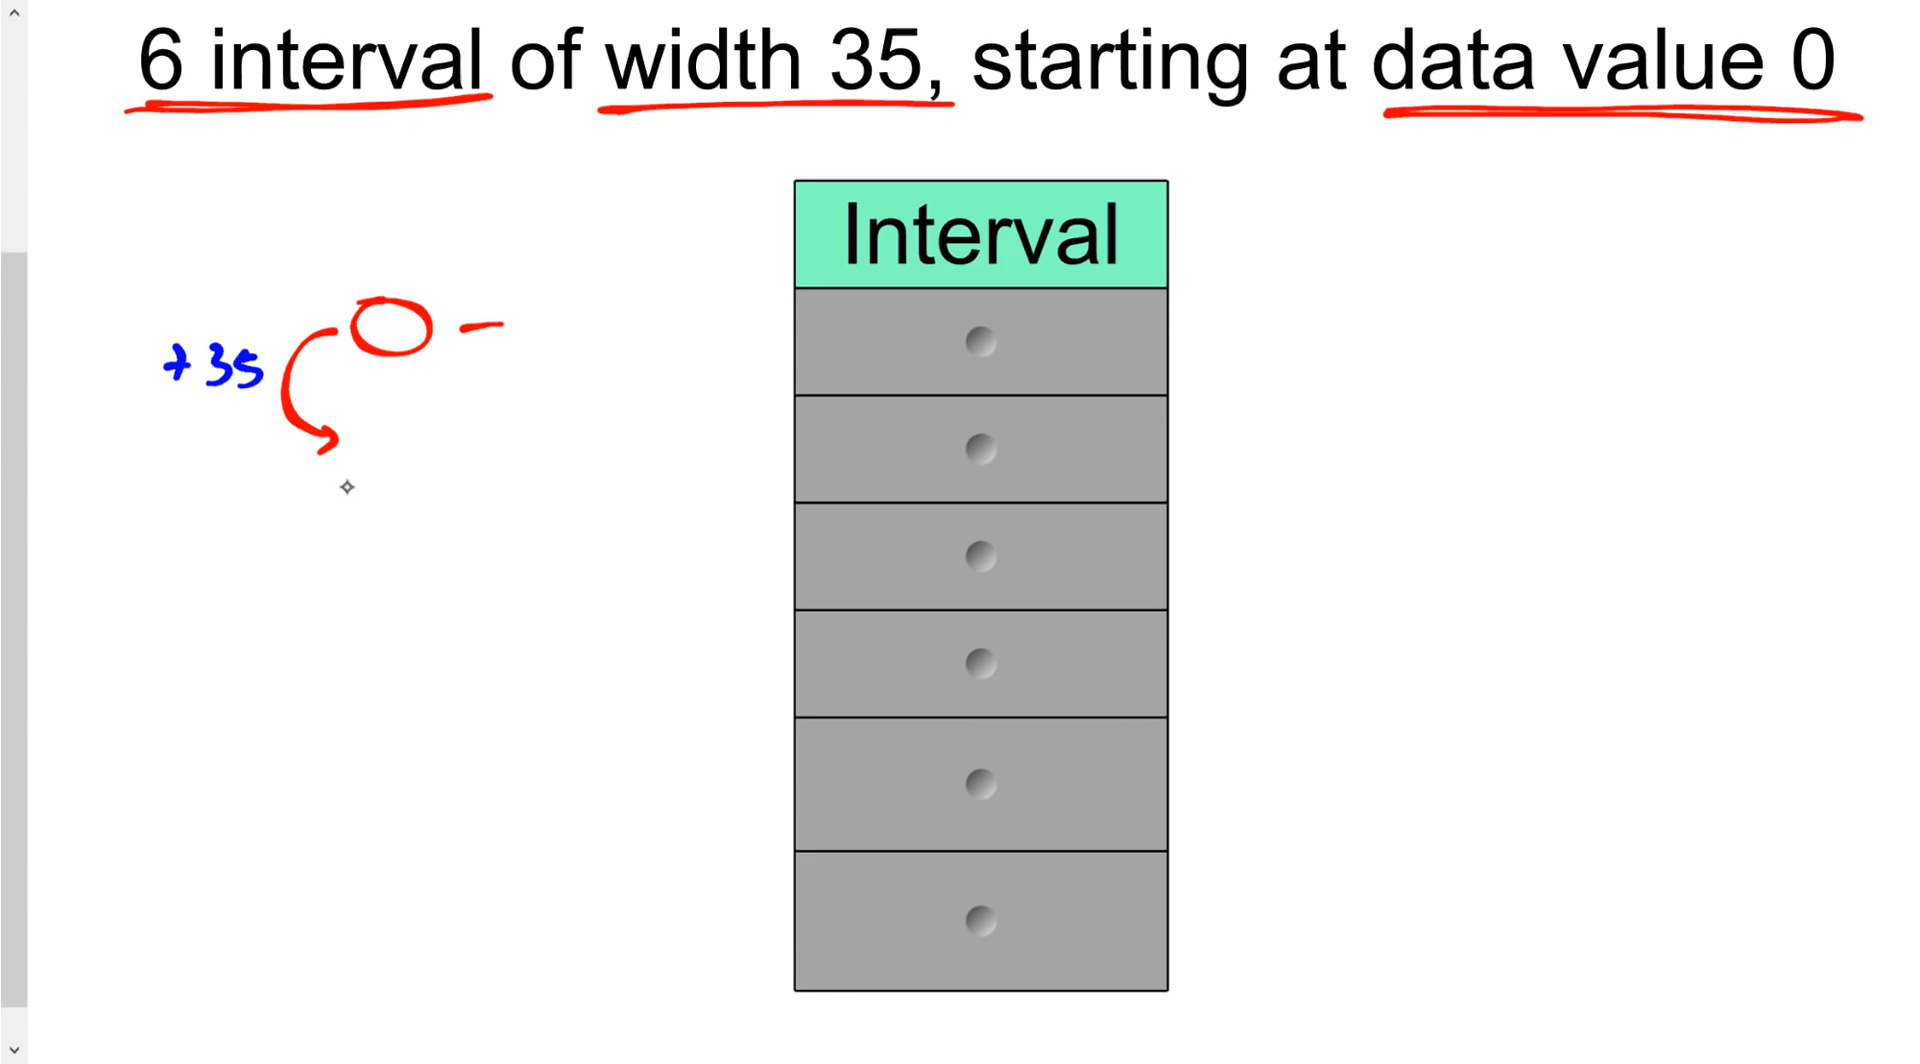 6 interval of width 35, starting at data value 0
Interval
0 -
+35